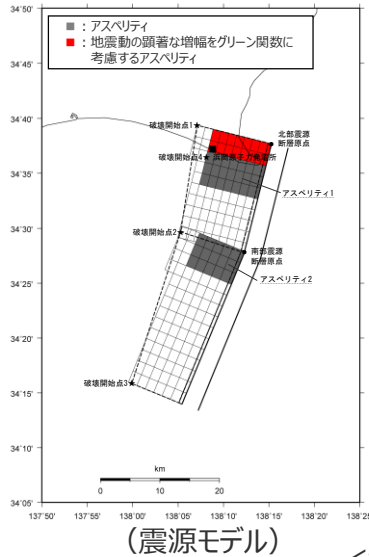 ■：アスペリティ
■：地震動の顕著な増幅をグリーン関数に
考慮するアスペリティ
34˚50'
34˚45'
34˚40'
34˚35'
34˚30'
34˚25'
34˚20'
34˚15'
34˚10'
34˚05'
破壊開始点1
北部震源
断層原点
破壊開始点4
浜岡原子力発電所
アスペリティ1
破壊開始点2
南部震源
断層原点
アスペリティ2
破壊開始点3
km
0 10 20
137˚50' 137˚55' 138˚00' 138˚05' 138˚10' 138˚15' 138˚20' 138˚25'
（震源モデル）